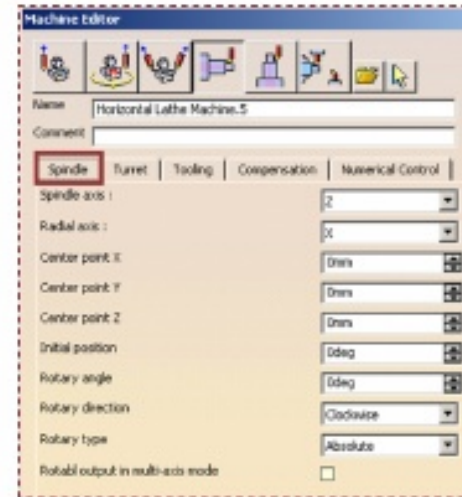 Machine Editor
Name Horizontal Lathe Machine.5
Comment
Spindle Turret Tooling Compensation Numerical Control
Spindle axis : Z
Radial axis : X
Center point X 0mm
Center point Y 0mm
Center point Z 0mm
Initial position 0deg
Rotary angle 0deg
Rotary direction Clockwise
Rotary type Absolute
Rotabl output in multi-axis mode